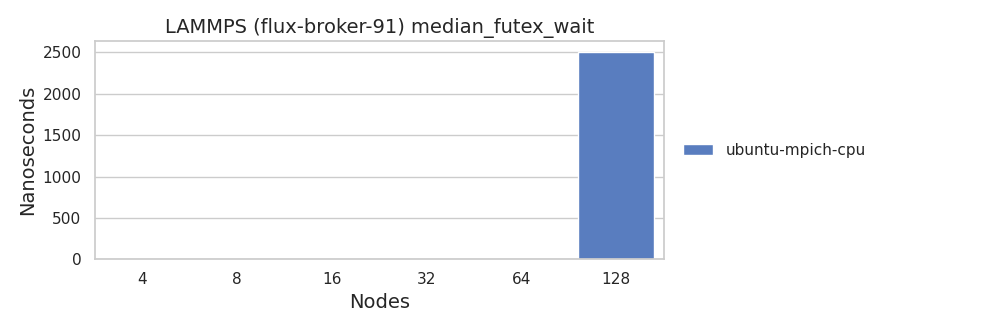 LAMMPS (flux-broker-91) median_futex_wait
Nanoseconds
2500
2000
1500
1000
500
0
4 8 16 32 64 128
Nodes
ubuntu-mpich-cpu